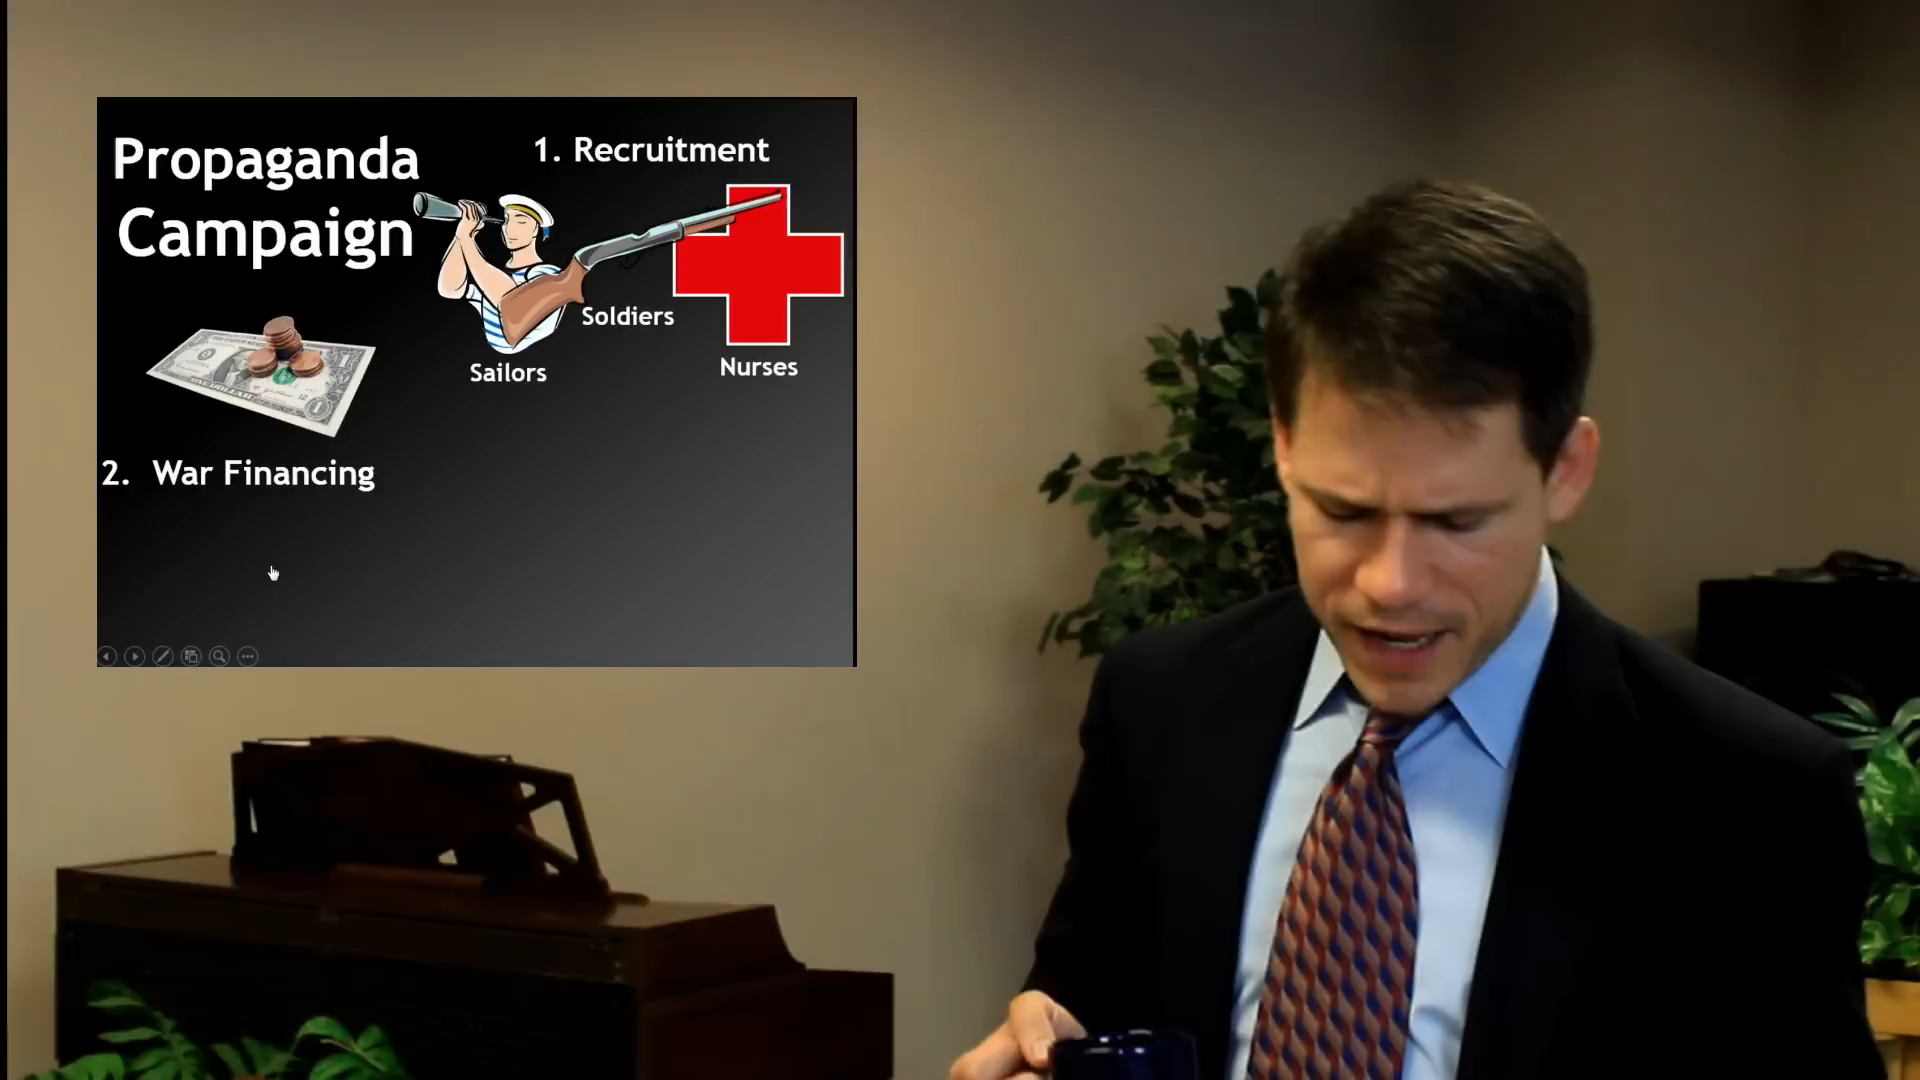 Propaganda
Campaign
1. Recruitment
Soldiers
Sailors
Nurses
2. War Financing